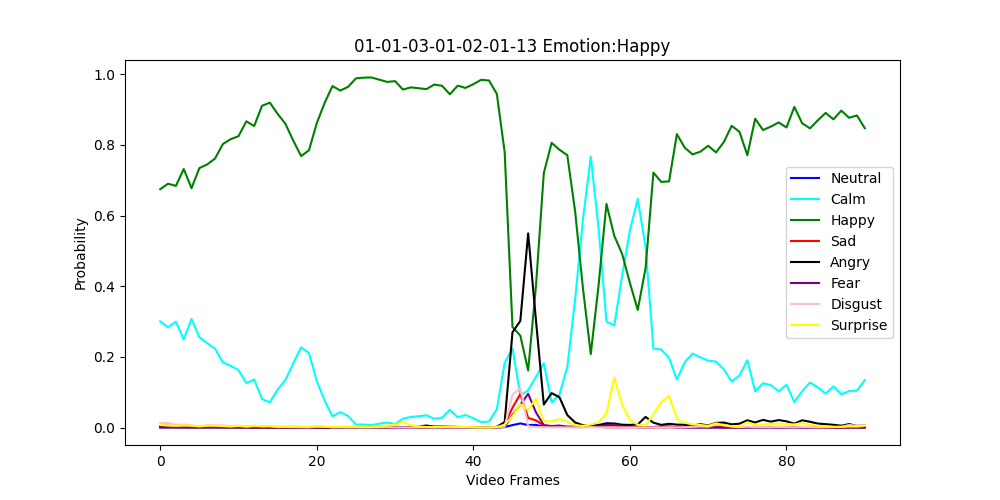 01-01-03-01-02-01-13 Emotion:Happy
Probability
1.0
0.8
0.6
0.4
0.2
0.0
0
20
40
60
80
Video Frames
Neutral
Calm
Happy
Sad
Angry
Fear
Disgust
Surprise